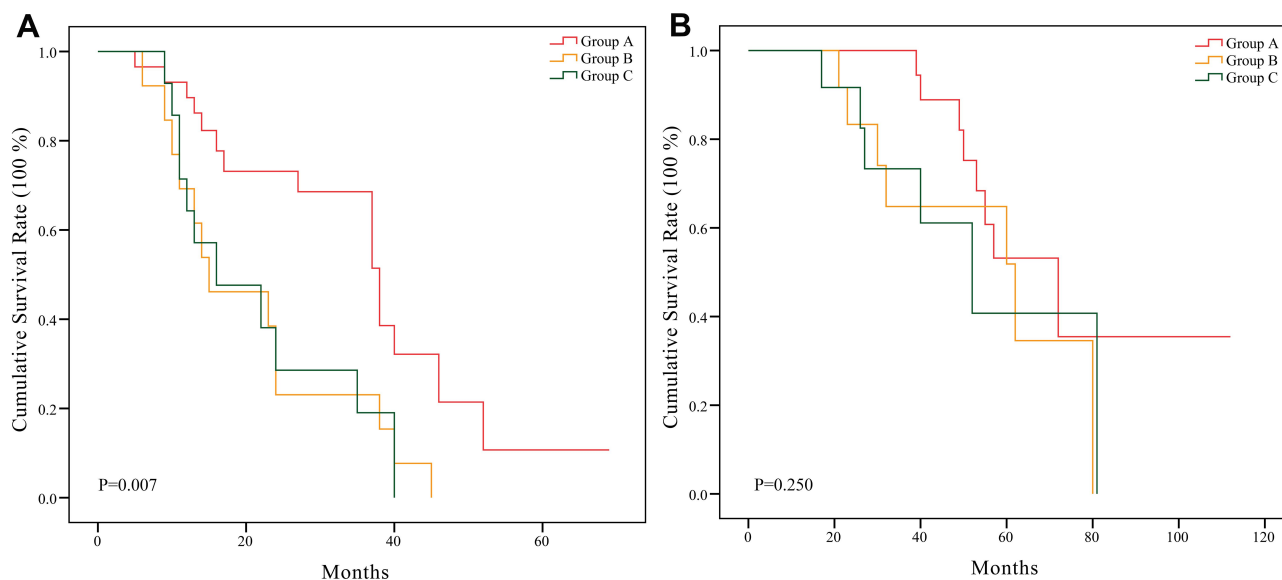 A
Cumulative Survival Rate (100 %)
1.0
0.8
0.6
0.4
0.2
0.0
Group A
Group B
Group C
P=0.007
0
20
40
60
Months
B
Cumulative Survival Rate (100 %)
1.0
0.8
0.6
0.4
0.2
0.0
Group A
Group B
Group C
P=0.250
0
20
40
60
80
100
120
Months